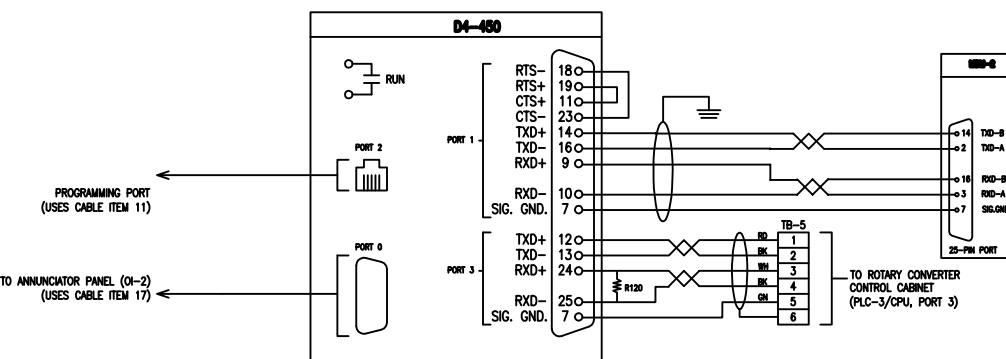 D4-450
RUN
PORT 2
PROGRAMMING PORT
(USES CABLE ITEM 11)
PORT 0
TO ANNUNCIATOR PANEL (OI-2)
(USES CABLE ITEM 17)
PORT 1
RTS- 18
RTS+ 19
CTS+ 11
CTS- 23
TXD+ 14
TXD- 16
RXD+ 9
RXD- 10
SIG. GND. 7
PORT 3
TXD+ 12
TXD- 13
RXD+ 24
RXD- 25
SIG. GND. 7
R120
TB-5
RD 1
BK 2
WH 3
BK 4
GN 5
6
TO ROTARY CONVERTER
CONTROL CABINET
(PLC-3/CPU, PORT 3)
14 TXD-B
2 TXD-A
16 RXD-B
3 RXD-A
7 SIG.GND
25-PIN PORT